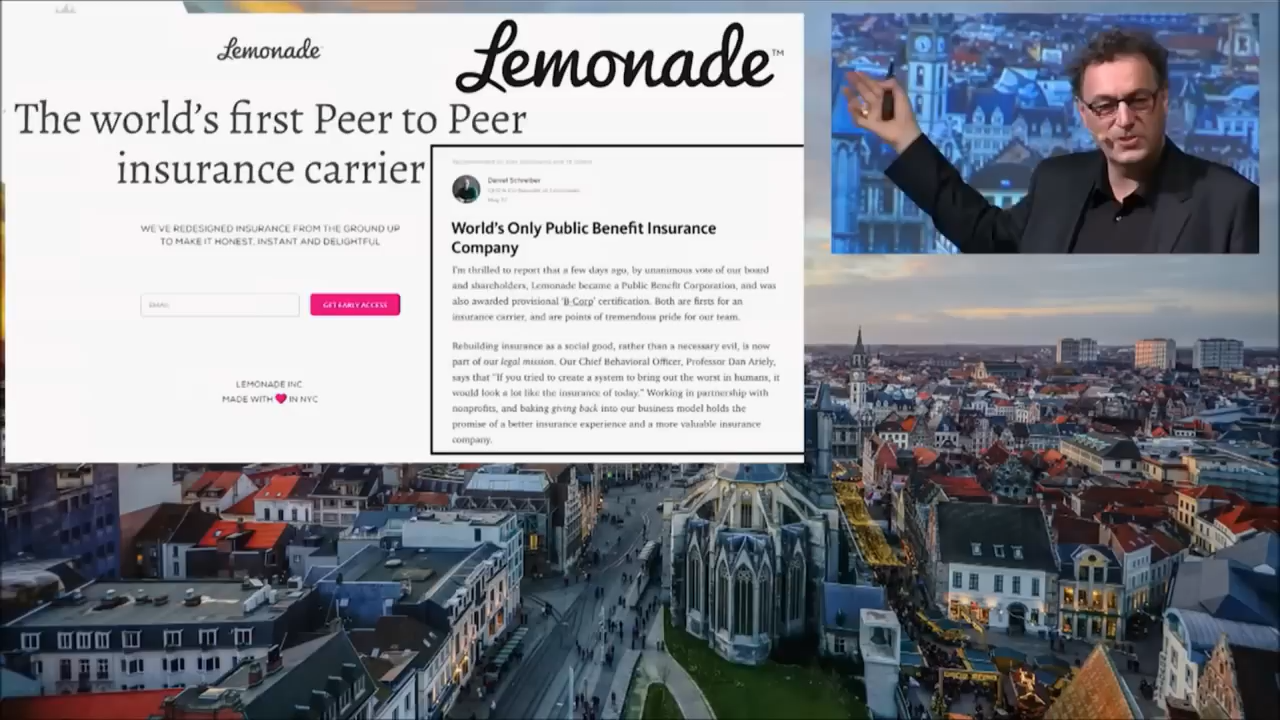 Lemonade
The world's first Peer to Peer
insurance carrier
WE'VE REDESIGNED INSURANCE FROM THE GROUND UP
TO MAKE IT HONEST, INSTANT AND DELIGHTFUL
EMAIL
GET EARLY ACCESS
LEMONADE INC
MADE WITH ❤ IN NYC
Lemonade™
Daniel Schreiber
CEO & Co-founder at Lemonade
World's Only Public Benefit Insurance
Company
I'm thrilled to report that a few days ago, by unanimous vote of our board
and shareholders, Lemonade became a Public Benefit Corporation, and was
also awarded provisional 'B-Corp' certification. Both are firsts for an
insurance carrier, and are points of tremendous pride for our team.
Rebuilding insurance as a social good, rather than a necessary evil, is now
part of our legal mission. Our Chief Behavioral Officer, Professor Dan Ariely,
says that "If you tried to create a system to bring out the worst in humans, it
would look a lot like the insurance of today." Working in partnership with
nonprofits, and baking giving back into our business model holds the
promise of a better insurance experience and a more valuable insurance
company.